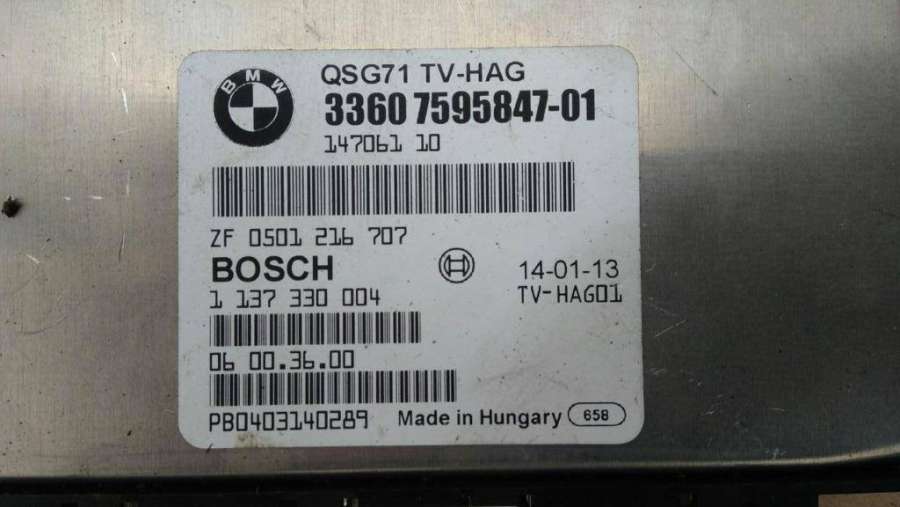 BMW
QSG71 TV-HAG
3360 7595847-01
147061 10
ZF 0501 216 707
BOSCH
14-01-13
1 137 330 004
TV-HAG01
06 00.36.00
PB0403140289
Made in Hungary 658